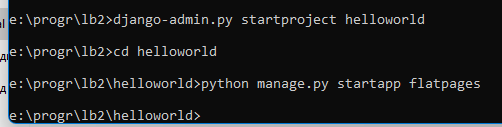 e:\progr\lb2>django-admin.py startproject helloworld
e:\progr\lb2>cd helloworld
e:\progr\lb2\helloworld>python manage.py startapp flatpages
e:\progr\lb2\helloworld>